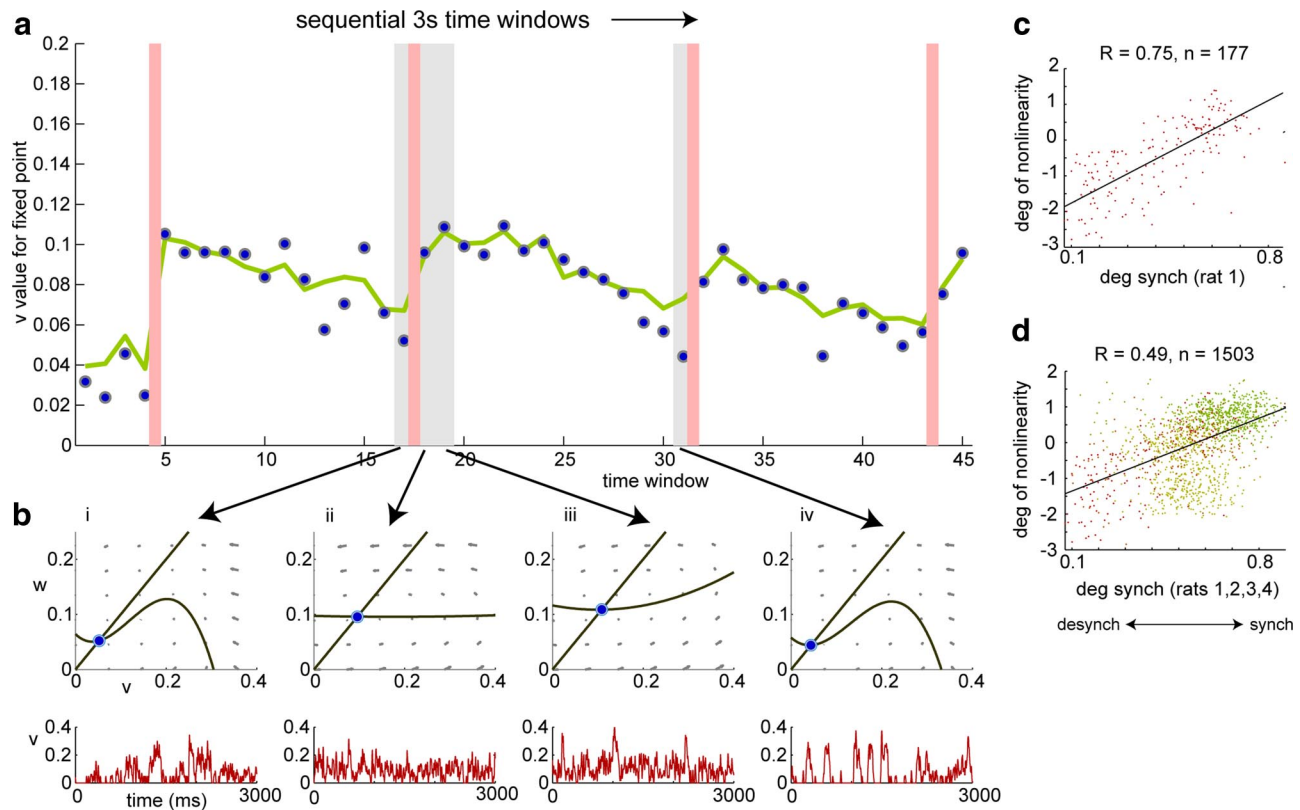 sequential 3s time windows
a
v value for fixed point
0.2
0.18
0.16
0.14
0.12
0.1
0.08
0.06
0.04
0.02
0
5 10 15 20 25 30 35 40 45
time window
b
i ii iii iv
w
0.2
0.1
0
0 0.2 0.4
v
0.2
0.1
0
0 0.2 0.4
0.2
0.1
0
0 0.2 0.4
0.2
0.1
0
0 0.2 0.4
v
0.4
0.2
0
0 time (ms) 3000
0.4
0.2
0
0 3000
0.4
0.2
0
0 3000
0.4
0.2
0
0 3000
c
R = 0.75, n = 177
deg of nonlinearity
2
1
0
-1
-2
-3
0.1 0.8
deg synch (rat 1)
d
R = 0.49, n = 1503
deg of nonlinearity
2
1
0
-1
-2
-3
0.1 0.8
deg synch (rats 1,2,3,4)
desynch synch